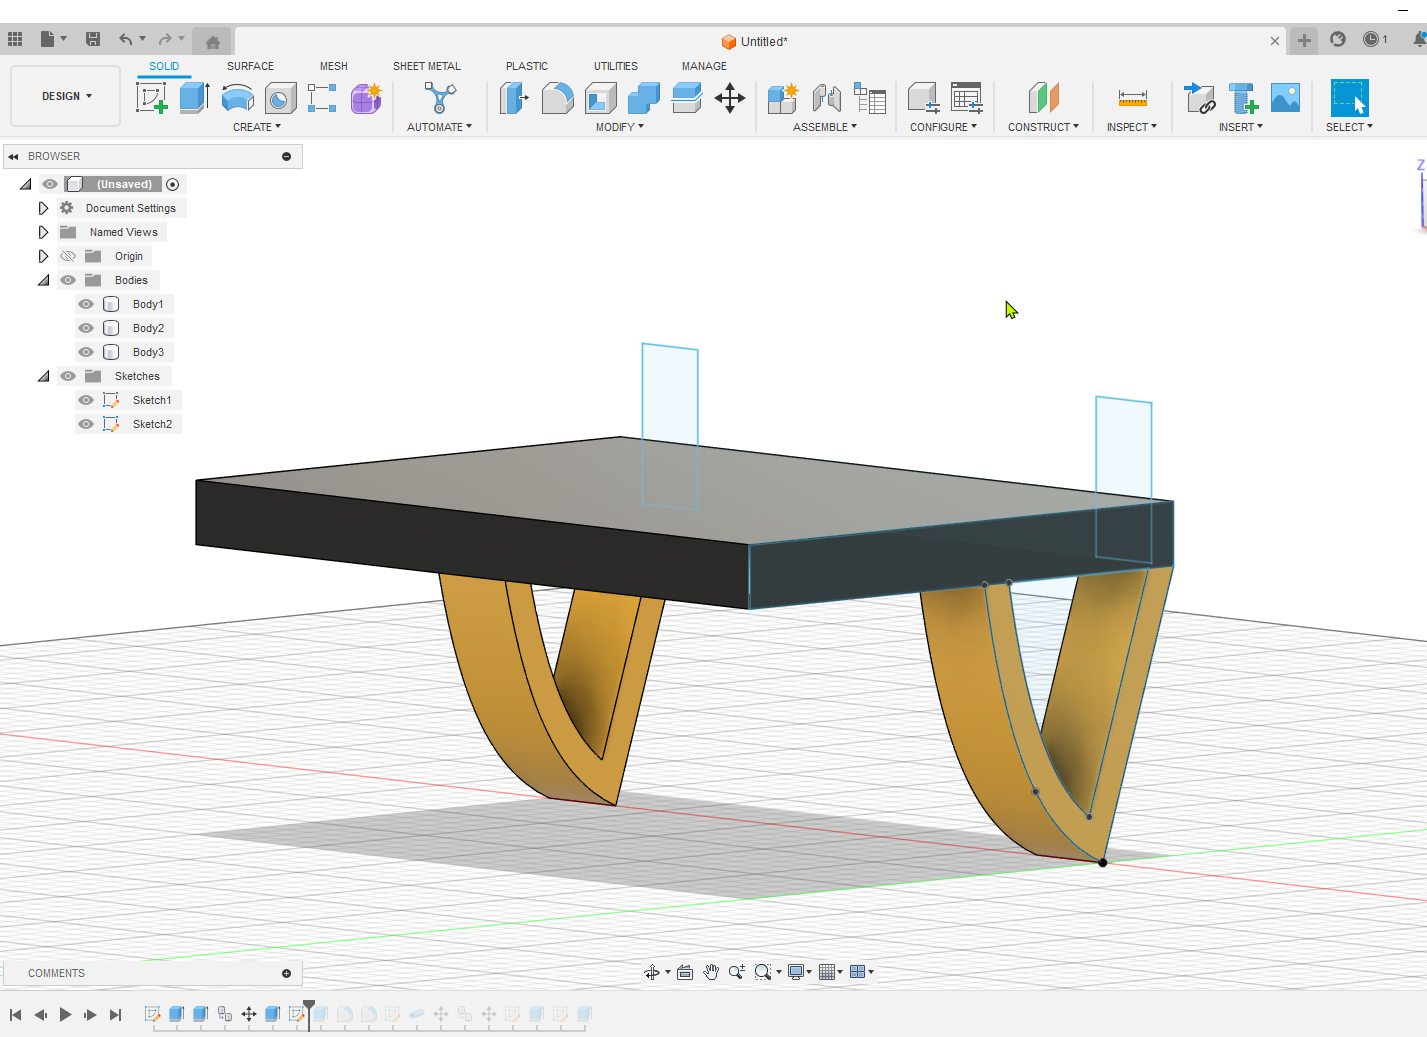 Untitled*
1
SOLID
SURFACE
MESH
SHEET METAL
PLASTIC
UTILITIES
MANAGE
DESIGN
CREATE
AUTOMATE
MODIFY
ASSEMBLE
CONFIGURE
CONSTRUCT
INSPECT
INSERT
SELECT
BROWSER
(Unsaved)
Document Settings
Named Views
Origin
Bodies
Body1
Body2
Body3
Sketches
Sketch1
Sketch2
Z
COMMENTS